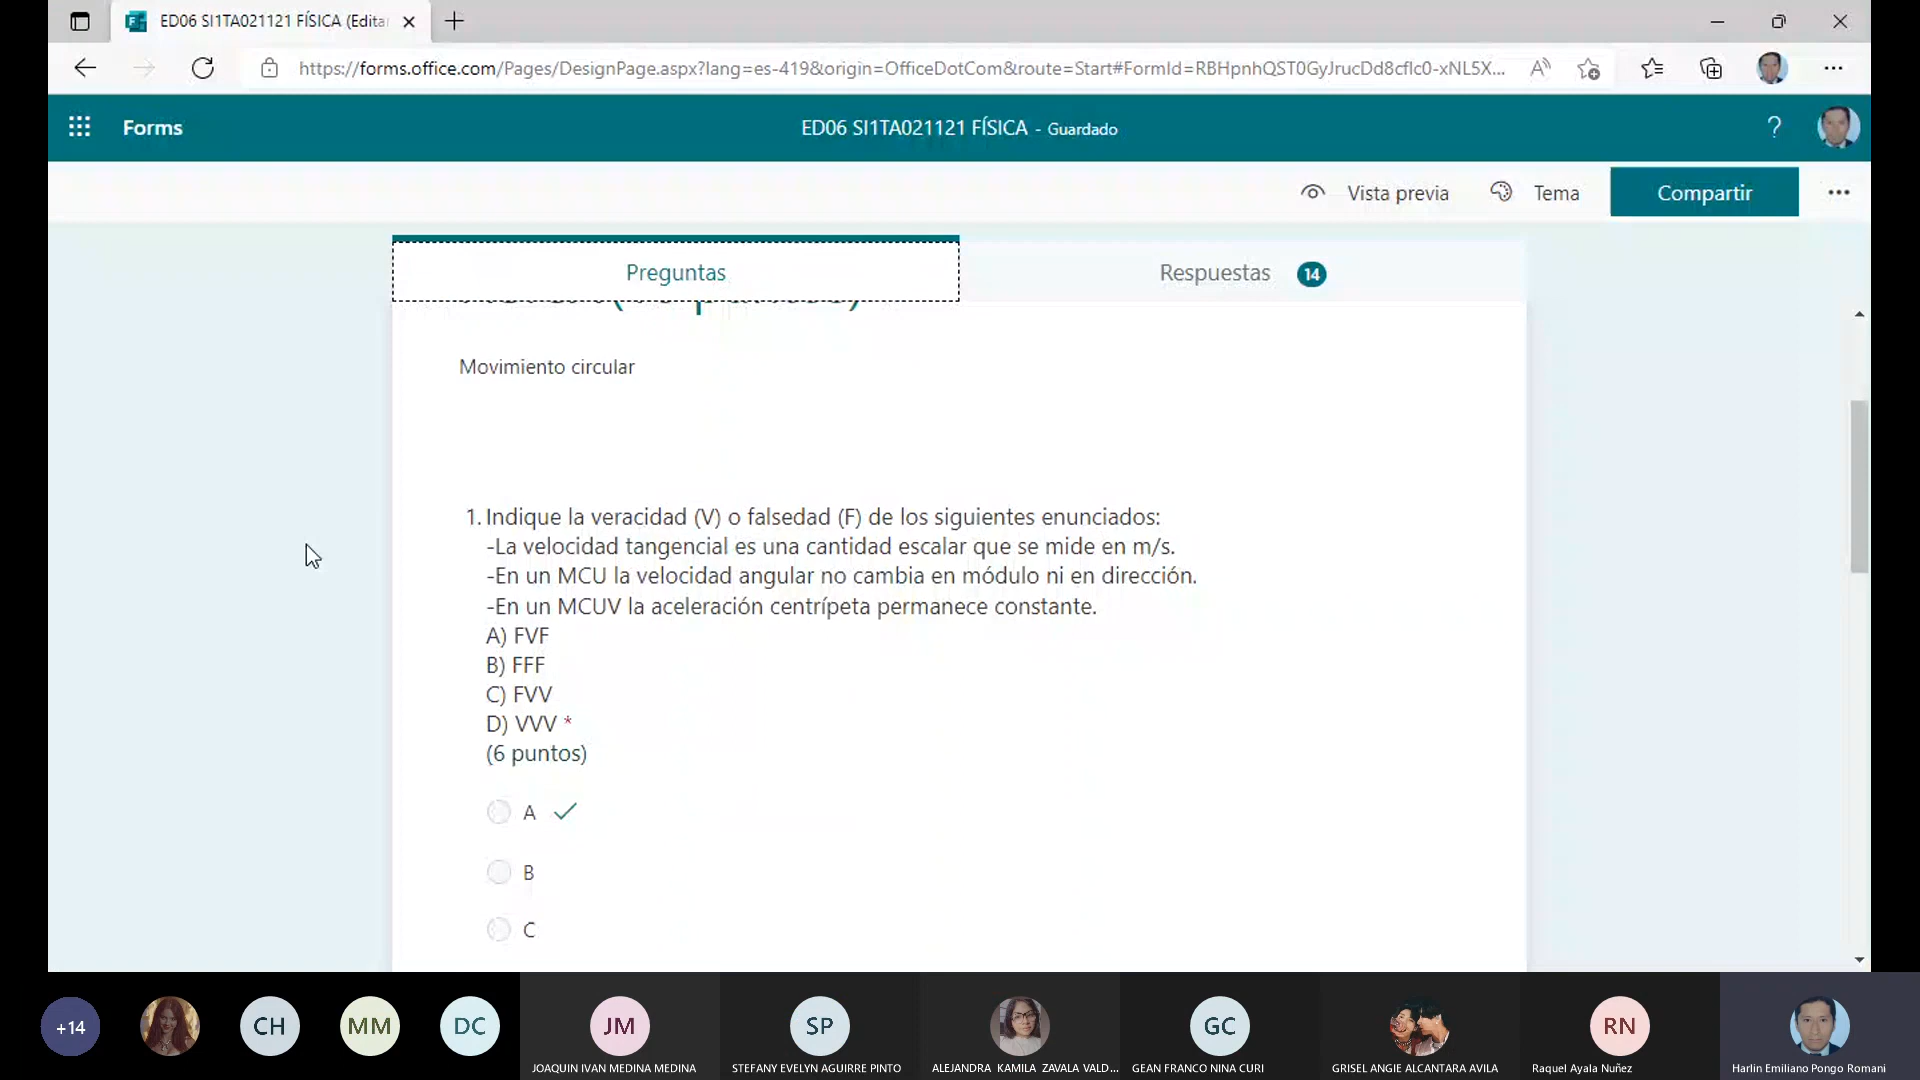 ED06 SI1TA021121 FÍSICA (Edita
https://forms.office.com/Pages/DesignPage.aspx?lang=es-419&origin=OfficeDotCom&route=Start#FormId=RBHpnhQST0GyJrucDd8cflc0-xNL5X...
Forms
ED06 SI1TA021121 FÍSICA - Guardado
?
Vista previa
Tema
Compartir
Preguntas
Respuestas 14
Movimiento circular
1. Indique la veracidad (V) o falsedad (F) de los siguientes enunciados:
-La velocidad tangencial es una cantidad escalar que se mide en m/s.
-En un MCU la velocidad angular no cambia en módulo ni en dirección.
-En un MCUV la aceleración centrípeta permanece constante.
A) FVF
B) FFF
C) FVV
D) VVV *
(6 puntos)
A
B
C
+14
CH
MM
DC
JM
SP
GC
RN
JOAQUIN IVAN MEDINA MEDINA
STEFANY EVELYN AGUIRRE PINTO
ALEJANDRA KAMILA ZAVALA VALD...
GEAN FRANCO NINA CURI
GRISEL ANGIE ALCANTARA AVILA
Raquel Ayala Nuñez
Harlin Emiliano Pongo Romani